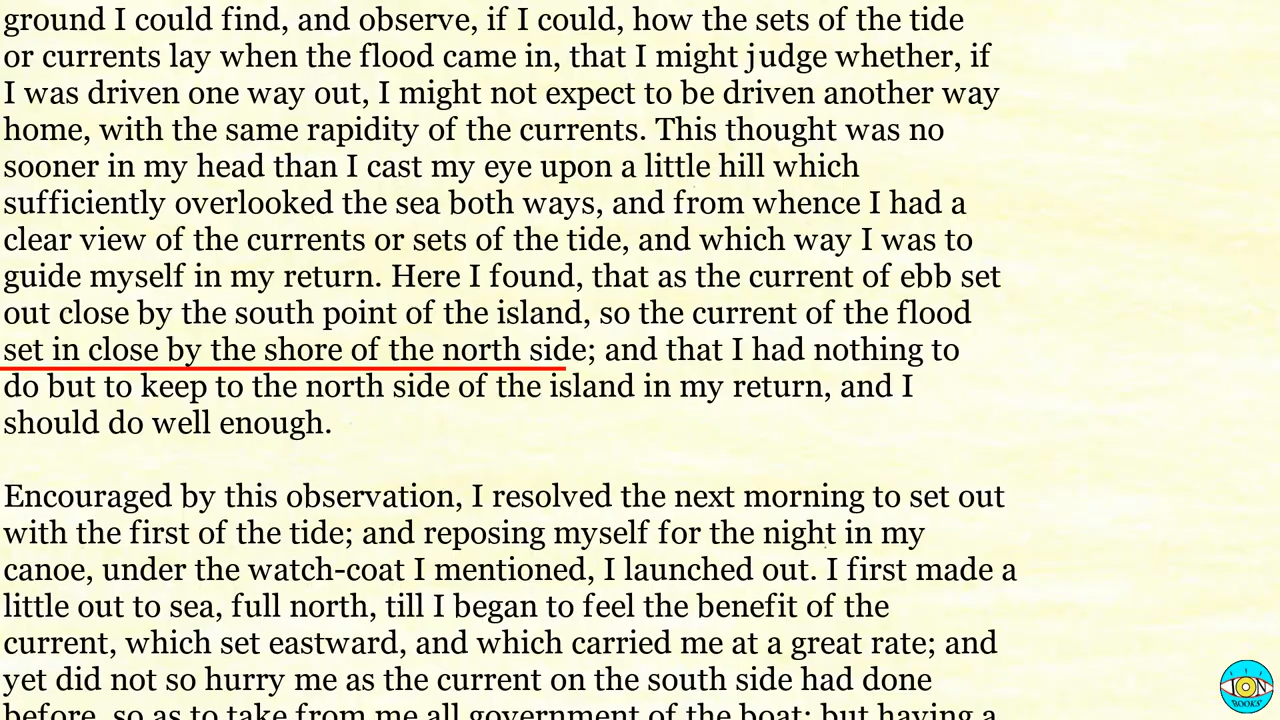 ground I could find, and observe, if I could, how the sets of the tide
or currents lay when the flood came in, that I might judge whether, if
I was driven one way out, I might not expect to be driven another way
home, with the same rapidity of the currents. This thought was no
sooner in my head than I cast my eye upon a little hill which
sufficiently overlooked the sea both ways, and from whence I had a
clear view of the currents or sets of the tide, and which way I was to
guide myself in my return. Here I found, that as the current of ebb set
out close by the south point of the island, so the current of the flood
set in close by the shore of the north side; and that I had nothing to
do but to keep to the north side of the island in my return, and I
should do well enough.
Encouraged by this observation, I resolved the next morning to set out
with the first of the tide; and reposing myself for the night in my
canoe, under the watch-coat I mentioned, I launched out. I first made a
little out to sea, full north, till I began to feel the benefit of the
current, which set eastward, and which carried me at a great rate; and
yet did not so hurry me as the current on the south side had done
before, so as to take from me all government of the boat; but having a
ION
BOOKS